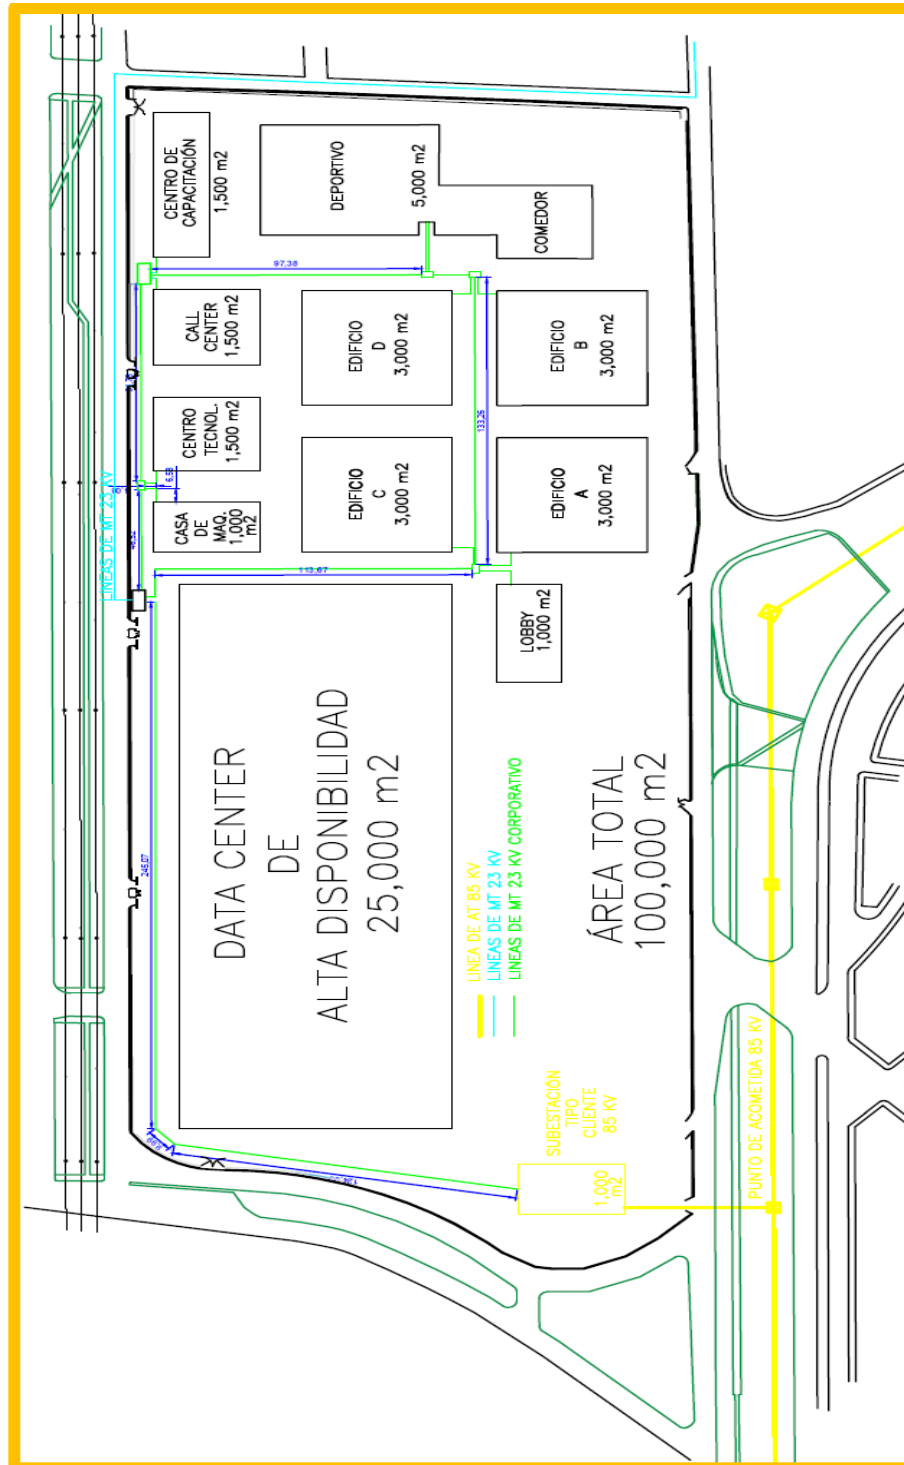 CENTRO DE
CAPACITACIÓN
1,500 m2
DEPORTIVO
5,000 m2
COMEDOR
97,38
CALL
CENTER
1,500 m2
EDIFICIO
D
3,000 m2
EDIFICIO
B
3,000 m2
CENTRO
TECNOL.
1,500 m2
133,26
6,58
LINEAS DE MT 23 KV
CASA
DE
MAQ.
1,000
m2
EDIFICIO
C
3,000 m2
EDIFICIO
A
3,000 m2
113,67
LOBBY
1,000 m2
DATA CENTER
DE
ALTA DISPONIBILIDAD
25,000 m2
LINEA DE AT 85 KV
LINEAS DE MT 23 KV
LINEAS DE MT 23 KV CORPORATIVO
ÁREA TOTAL
100,000 m2
SUBESTACIÓN
TIPO
CLIENTE
85 KV
1,000
m2
PUNTO DE ACOMETIDA 85 KV